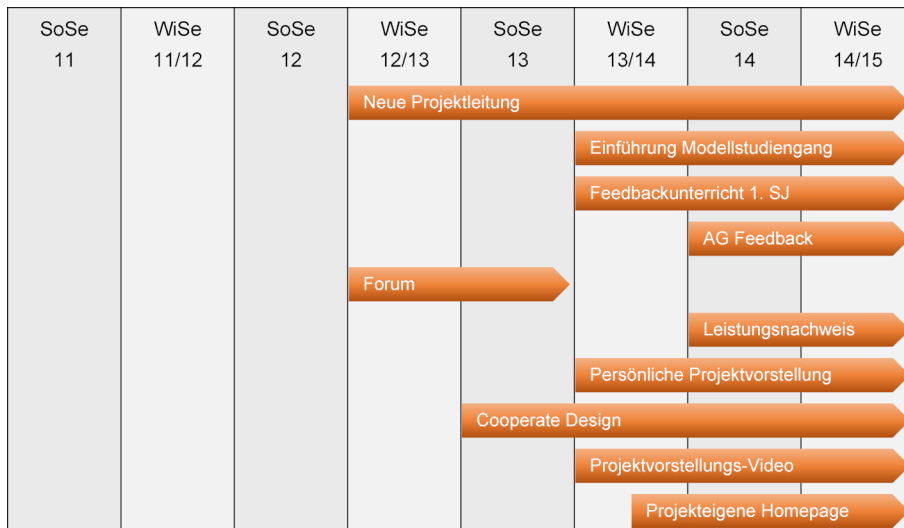 SoSe WiSe SoSe WiSe SoSe WiSe SoSe WiSe
11 11/12 12 12/13 13 13/14 14 14/15
Neue Projektleitung
Einführung Modellstudiengang
Feedbackunterricht 1. SJ
AG Feedback
Forum
Leistungsnachweis
Persönliche Projektvorstellung
Cooperate Design
Projektvorstellungs-Video
Projekteigene Homepage